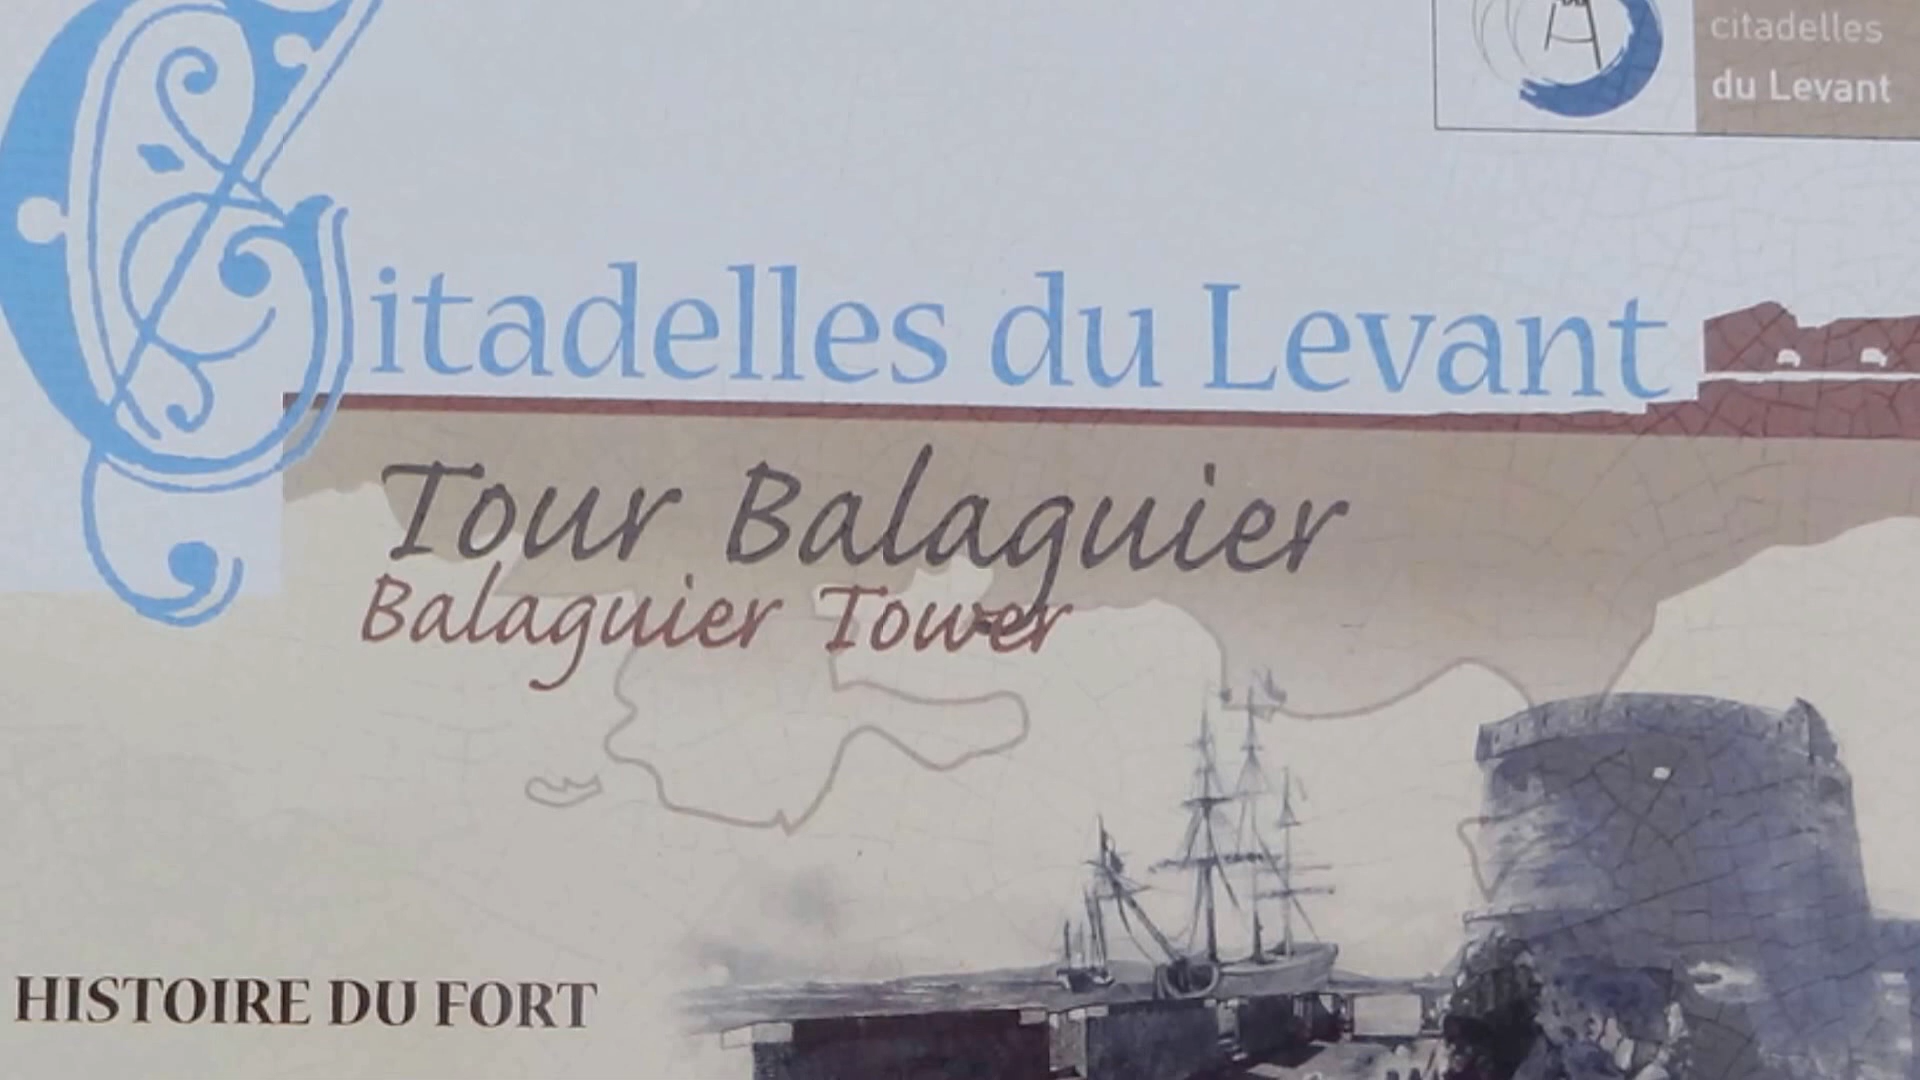 citadelles
du Levant
Citadelles du Levant
Tour Balaguier
Balaguier Tower
HISTOIRE DU FORT